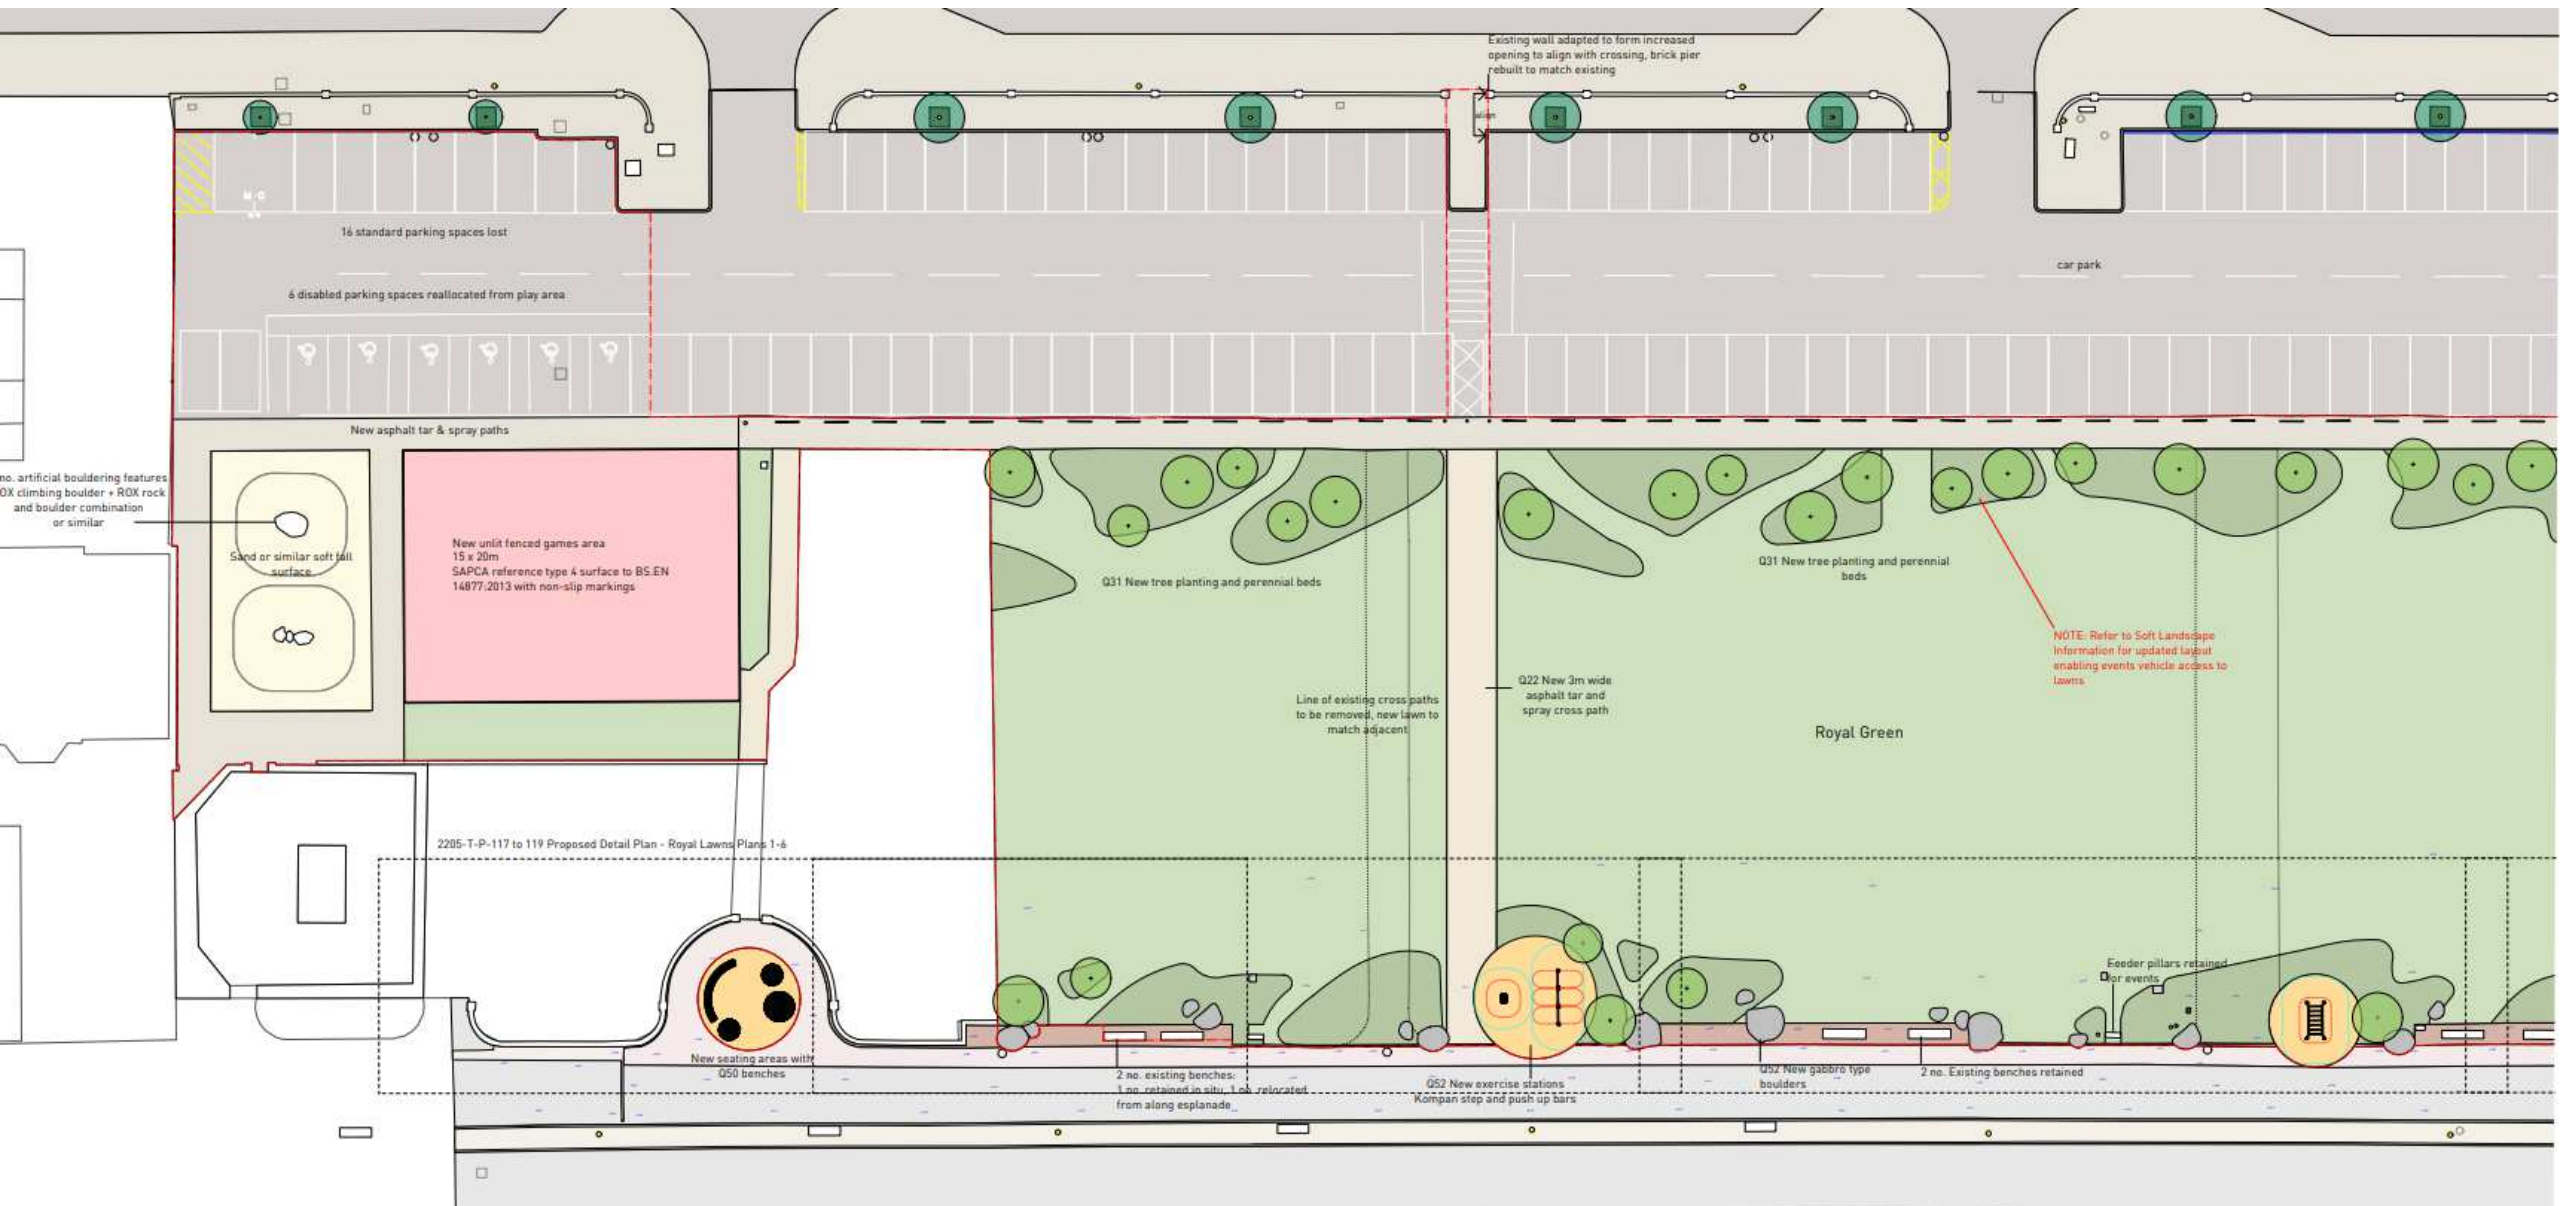 Existing wall adapted to form increased
opening to align with crossing, brick pier
rebuilt to match existing
align
16 standard parking spaces lost
6 disabled parking spaces reallocated from play area
car park
New asphalt tar & spray paths
no. artificial bouldering features
OX climbing boulder + ROX rock
and boulder combination
or similar
Sand or similar soft fall
surface
New unlit fenced games area
15 x 20m
SAPCA reference type 4 surface to BS.EN
14877:2013 with non-slip markings
Q31 New tree planting and perennial beds
Q31 New tree planting and perennial
beds
NOTE: Refer to Soft Landscape
Information for updated layout
enabling events vehicle access to
lawns
Line of existing cross paths
to be removed, new lawn to
match adjacent
Q22 New 3m wide
asphalt tar and
spray cross path
Royal Green
2205-T-P-117 to 119 Proposed Detail Plan - Royal Lawns Plans 1-6
Feeder pillars retained
for events
New seating areas with
Q50 benches
2 no. existing benches:
1 no. retained in situ, 1 no. relocated
from along esplanade
Q52 New exercise stations
Kompan step and push up bars
Q52 New gabbro type
boulders
2 no. Existing benches retained